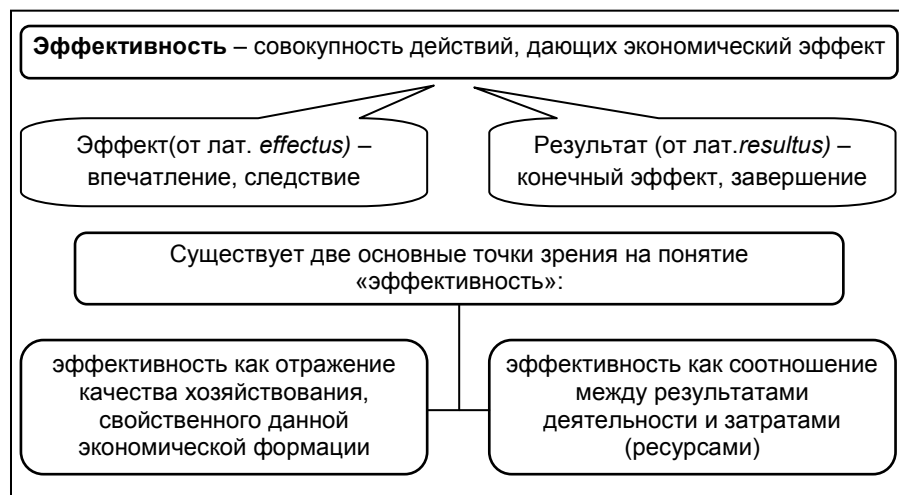 Эффективность – совокупность действий, дающих экономический эффект
Эффект(от лат. effectus) –
впечатление, следствие
Результат (от лат.resultus) –
конечный эффект, завершение
Существует две основные точки зрения на понятие
«эффективность»:
эффективность как отражение
качества хозяйствования,
свойственного данной
экономической формации
эффективность как соотношение
между результатами
деятельности и затратами
(ресурсами)